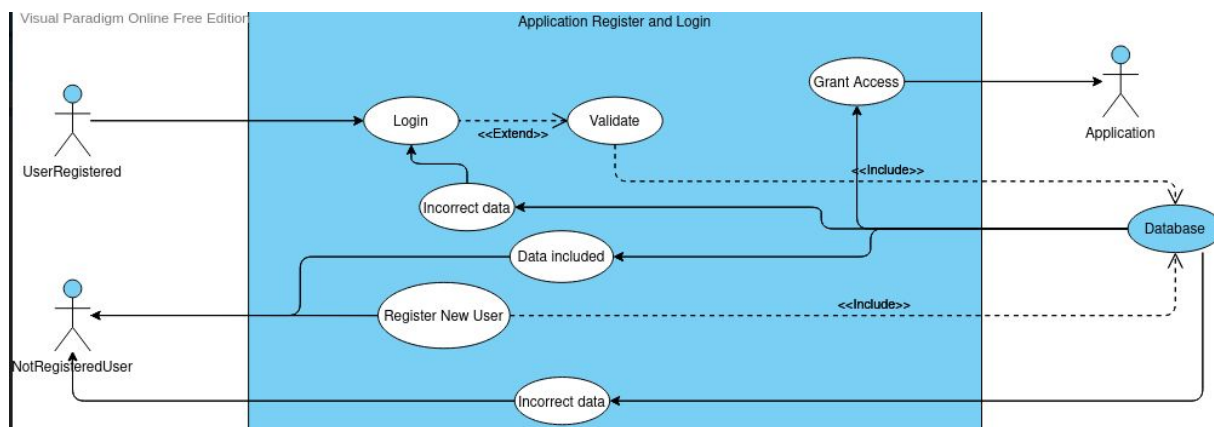 Visual Paradigm Online Free Edition
Application Register and Login
Grant Access
Application
Login
<<Extend>>
Validate
UserRegistered
<<Include>>
Incorrect data
Database
Data included
<<Include>>
Register New User
NotRegisteredUser
Incorrect data